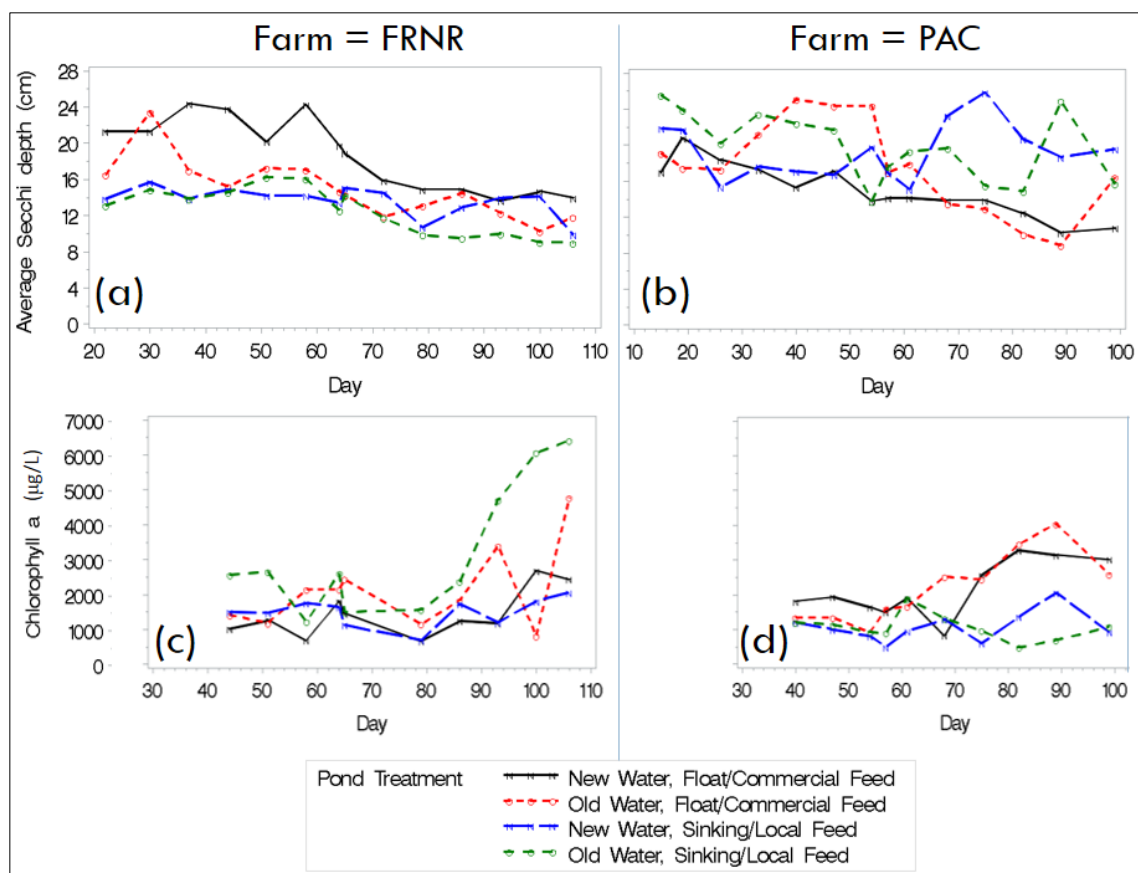 Farm = FRNR
Farm = PAC
Average Secchi depth (cm)
28
24
20
16
12
8
4
0
(a)
(b)
20 30 40 50 60 70 80 90 100 110
10 20 30 40 50 60 70 80 90 100
Day
Day
Chlorophyll a (µg/L)
7000
6000
5000
4000
3000
2000
1000
0
(c)
(d)
30 40 50 60 70 80 90 100 110
30 40 50 60 70 80 90 100
Day
Day
Pond Treatment
New Water, Float/Commercial Feed
Old Water, Float/Commercial Feed
New Water, Sinking/Local Feed
Old Water, Sinking/Local Feed